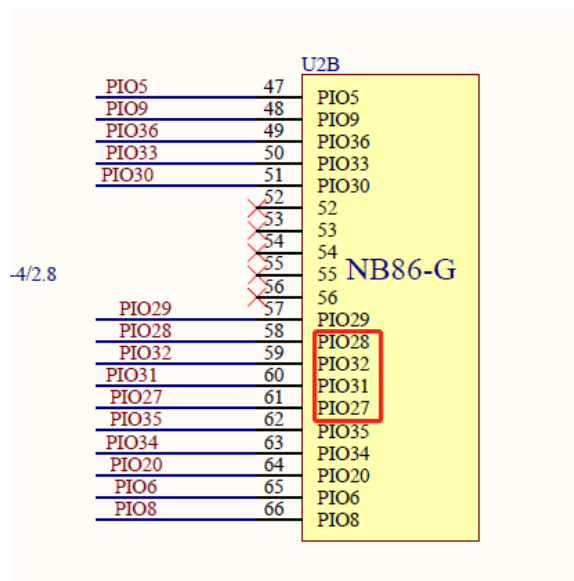 U2B
PIO5 47 PIO5
PIO9 48 PIO9
PIO36 49 PIO36
PIO33 50 PIO33
PIO30 51 PIO30
52 52
53 53
54 54
-4/2.8 55 55 NB86-G
56 56
PIO29 57 PIO29
PIO28 58 PIO28
PIO32 59 PIO32
PIO31 60 PIO31
PIO27 61 PIO27
PIO35 62 PIO35
PIO34 63 PIO34
PIO20 64 PIO20
PIO6 65 PIO6
PIO8 66 PIO8